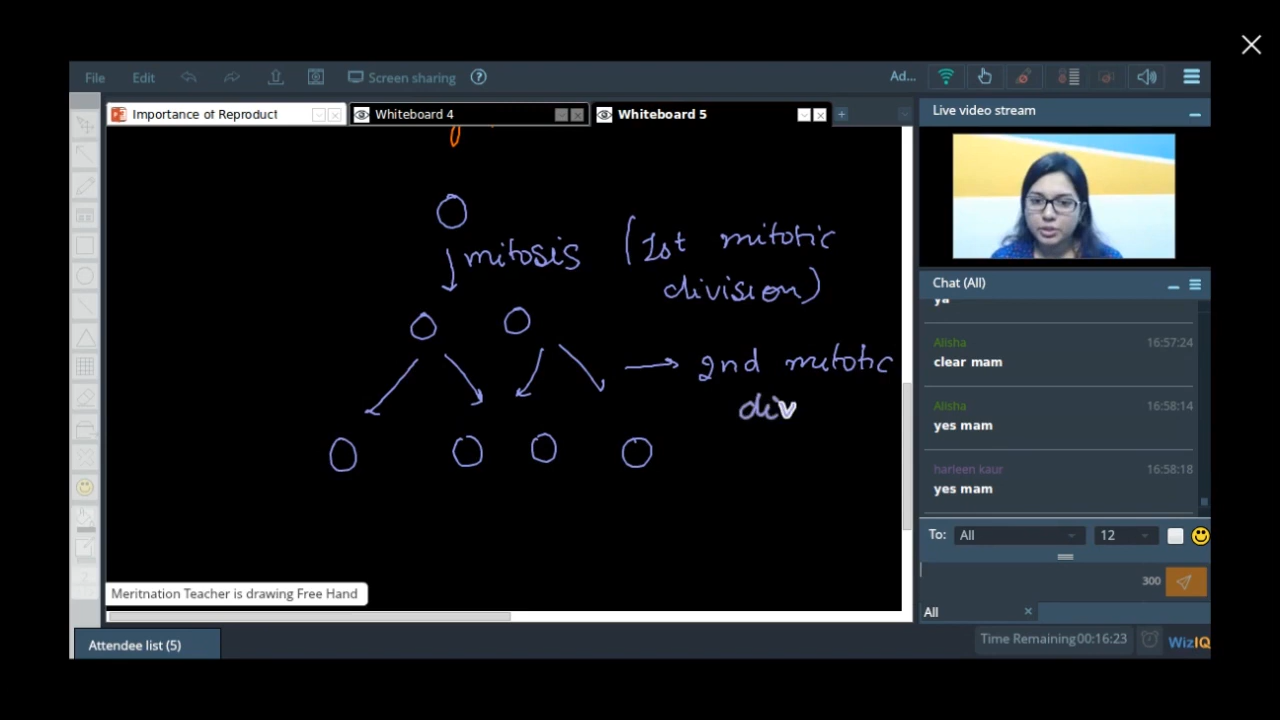 File Edit Screen sharing ? Ad...
Importance of Reproduct Whiteboard 4 Whiteboard 5 +
Live video stream
mitosis (1st mitotic
division)
2nd mitotic
div
Chat (All)
ya
Alisha 16:57:24
clear mam
Alisha 16:58:14
yes mam
harleen kaur 16:58:18
yes mam
To: All 12
300
All
Meritnation Teacher is drawing Free Hand
Attendee list (5)
Time Remaining 00:16:23 WizIQ